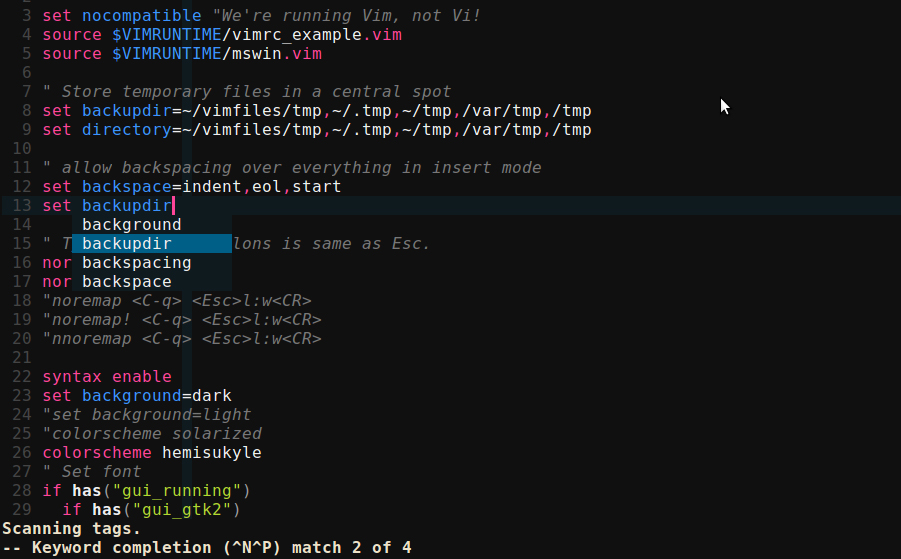 3 set nocompatible "We're running Vim, not Vi!
4 source $VIMRUNTIME/vimrc_example.vim
5 source $VIMRUNTIME/mswin.vim
6
7 " Store temporary files in a central spot
8 set backupdir=~/vimfiles/tmp,~/.tmp,~/tmp,/var/tmp,/tmp
9 set directory=~/vimfiles/tmp,~/.tmp,~/tmp,/var/tmp,/tmp
10
11 " allow backspacing over everything in insert mode
12 set backspace=indent,eol,start
13 set backupdir
14 background
15 " T backupdir lons is same as Esc.
16 nor backspacing
17 nor backspace
18 "noremap <C-q> <Esc>l:w<CR>
19 "noremap! <C-q> <Esc>l:w<CR>
20 "nnoremap <C-q> <Esc>l:w<CR>
21
22 syntax enable
23 set background=dark
24 "set background=light
25 "colorscheme solarized
26 colorscheme hemisukyle
27 " Set font
28 if has("gui_running")
29 if has("gui_gtk2")
Scanning tags.
-- Keyword completion (^N^P) match 2 of 4